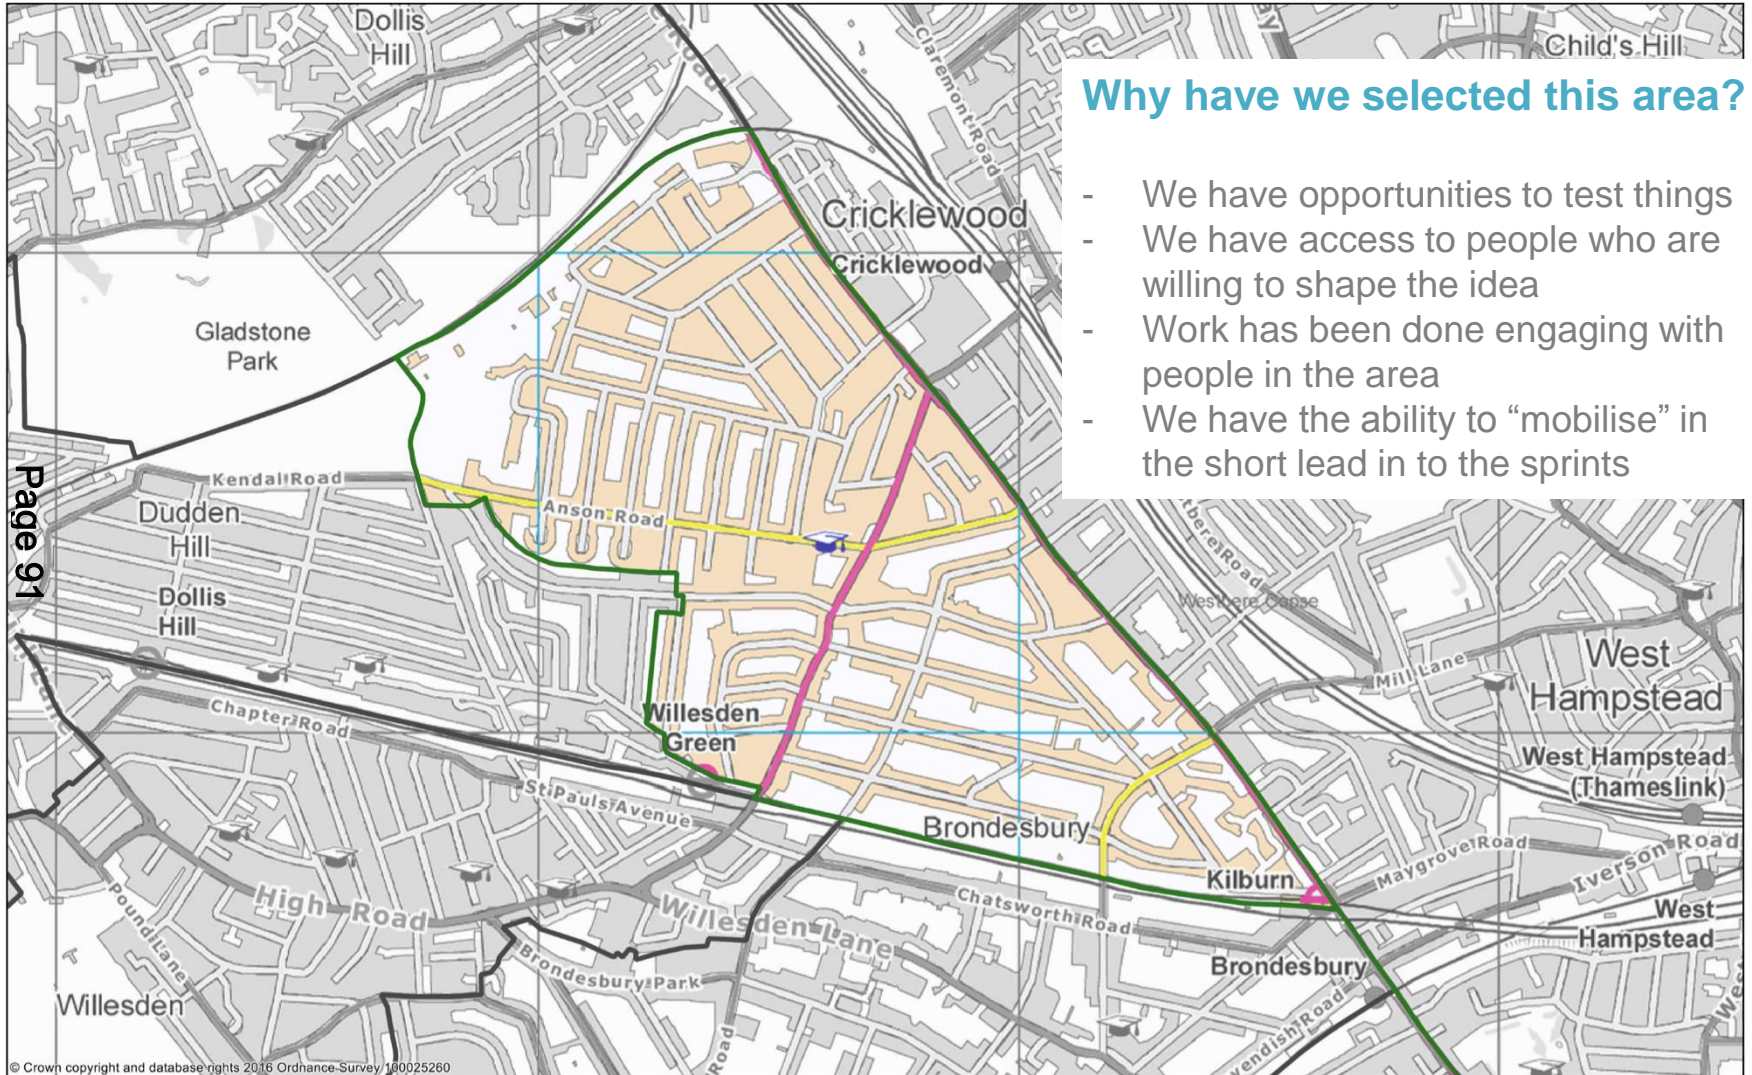 Dollis
Hill
Claremont Road
Child's Hill
Why have we selected this area?
- We have opportunities to test things
- We have access to people who are
willing to shape the idea
- Work has been done engaging with
people in the area
- We have the ability to “mobilise” in
the short lead in to the sprints
Cricklewood
Cricklewood
Gladstone
Park
Page 91
Kendal Road
Dudden
Hill
Anson Road
Dollis
Hill
Westbere Copse
West
Hampstead
Mill Lane
Chapter Road
Willesden
Green
West Hampstead
(Thameslink)
St Pauls Avenue
Brondesbury
Kilburn
Maygrove Road
Iverson Road
High Road
Willesden Lane
Chatsworth Road
West
Hampstead
Pound Lane
Brondesbury Park
Brondesbury
Willesden
Road
vendish Road
Wes
© Crown copyright and database rights 2016 Ordnance Survey 100025260